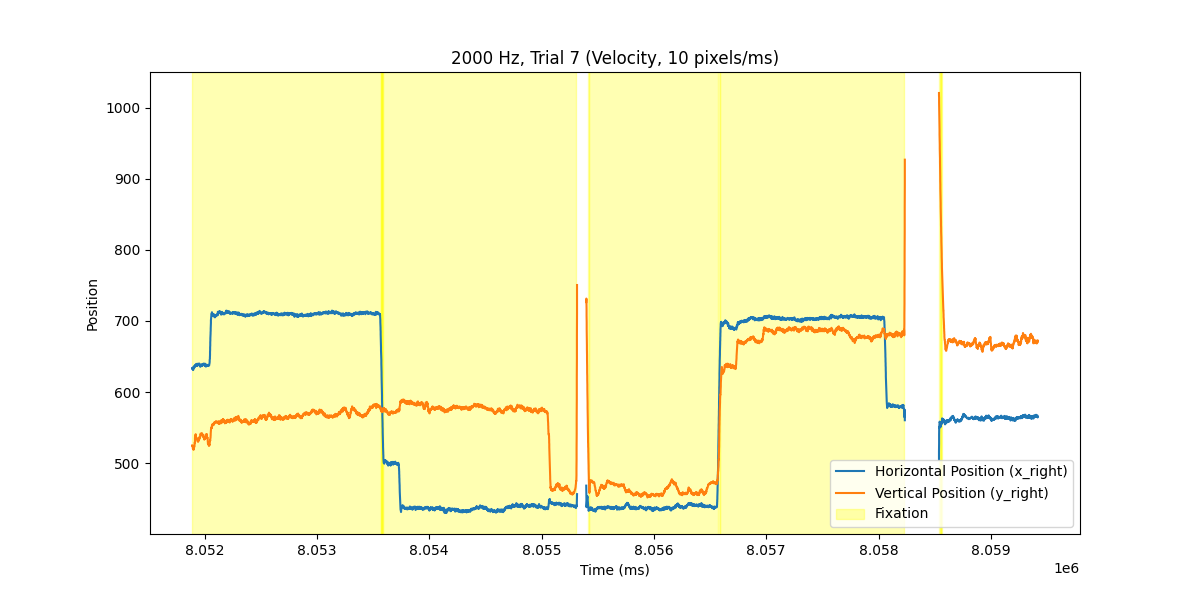 2000 Hz, Trial 7 (Velocity, 10 pixels/ms)
Position
1000
900
800
700
600
500
8.052 8.053 8.054 8.055 8.056 8.057 8.058 8.059
1e6
Time (ms)
Horizontal Position (x_right)
Vertical Position (y_right)
Fixation